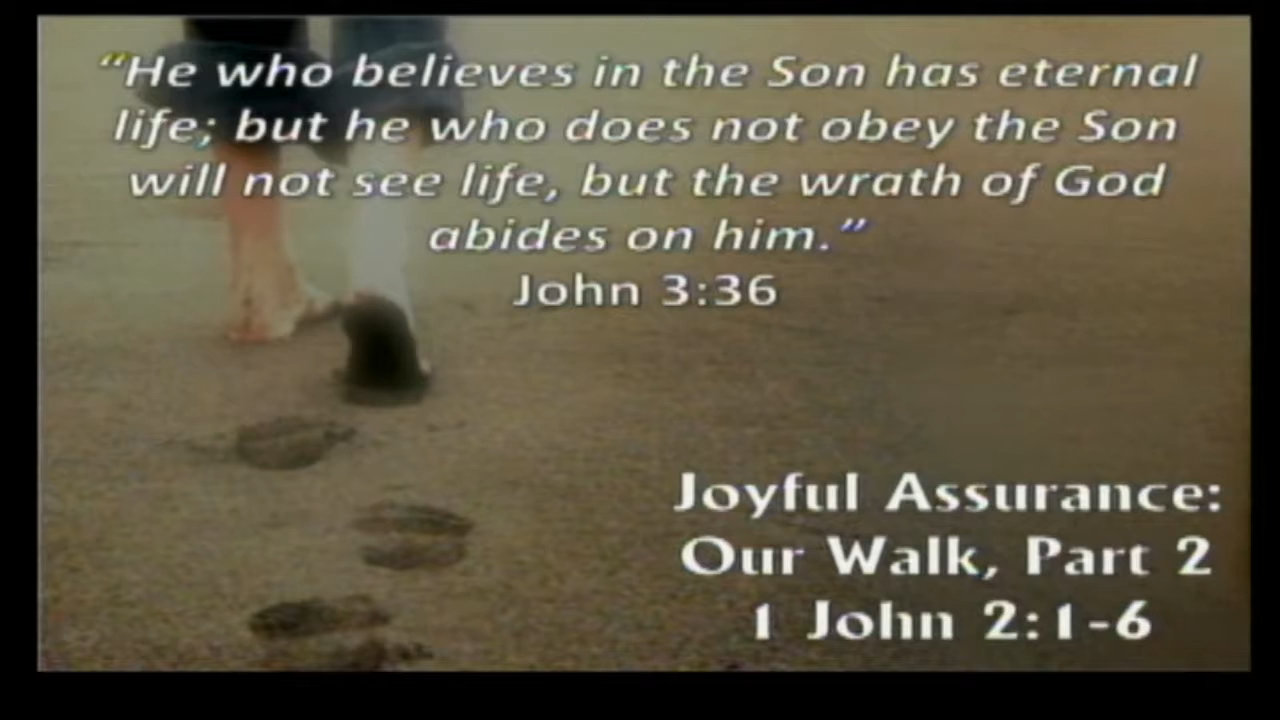 “He who believes in the Son has eternal
life; but he who does not obey the Son
will not see life, but the wrath of God
abides on him.”
John 3:36
Joyful Assurance:
Our Walk, Part 2
1 John 2:1-6